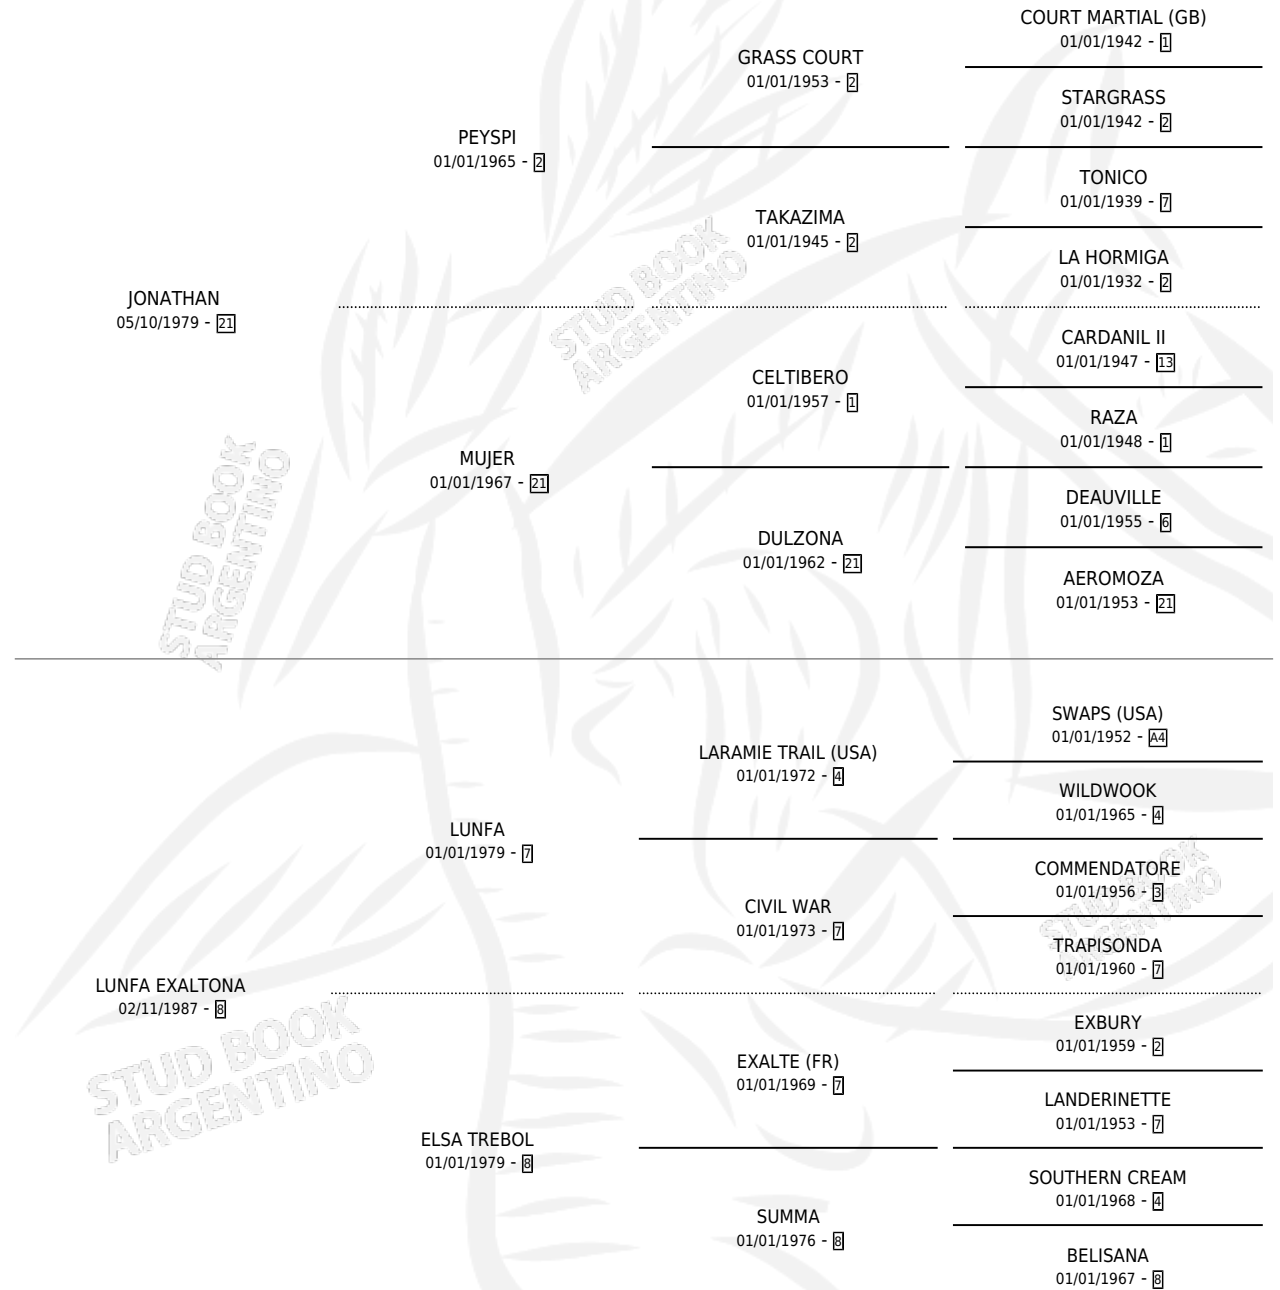 COURT MARTIAL (GB)
01/01/1942 - 1
GRASS COURT
01/01/1953 - 2
STARGRASS
01/01/1942 - 2
PEYSPI
01/01/1965 - 2
TONICO
01/01/1939 - 7
TAKAZIMA
01/01/1945 - 2
LA HORMIGA
01/01/1932 - 2
JONATHAN
05/10/1979 - 21
STUD BOOK
ARGENTINO
CARDANIL II
01/01/1947 - 13
CELTIBERO
01/01/1957 - 1
RAZA
01/01/1948 - 1
MUJER
01/01/1967 - 21
DEAUVILLE
01/01/1955 - 6
DULZONA
01/01/1962 - 21
AEROMOZA
01/01/1953 - 21
STUD BOOK
ARGENTINO
SWAPS (USA)
01/01/1952 - A4
LARAMIE TRAIL (USA)
01/01/1972 - 4
WILDWOOK
01/01/1965 - 4
LUNFA
01/01/1979 - 7
COMMENDATORE
01/01/1956 - 3
CIVIL WAR
01/01/1973 - 7
STUD BOOK
ARGENTINO
TRAPISONDA
01/01/1960 - 7
LUNFA EXALTONA
02/11/1987 - 8
EXBURY
01/01/1959 - 2
EXALTE (FR)
01/01/1969 - 7
STUD BOOK
ARGENTINO
LANDERINETTE
01/01/1953 - 7
ELSA TREBOL
01/01/1979 - 8
SOUTHERN CREAM
01/01/1968 - 4
SUMMA
01/01/1976 - 8
BELISANA
01/01/1967 - 8